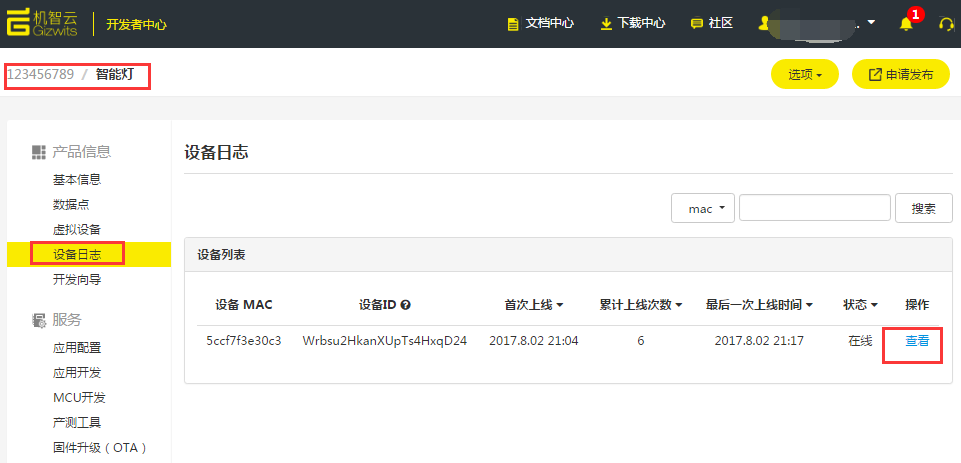 机智云 Gizwits 开发者中心 文档中心 下载中心 社区 .. 1
123456789 / 智能灯 选项 申请发布
产品信息
基本信息
数据点
虚拟设备
设备日志
开发向导
服务
应用配置
应用开发
MCU开发
产测工具
固件升级（OTA）
设备日志
mac 搜索
设备列表
设备 MAC 设备ID 首次上线 累计上线次数 最后一次上线时间 状态 操作
5ccf7f3e30c3 Wrbsu2HkanXUpTs4HxqD24 2017.8.02 21:04 6 2017.8.02 21:17 在线 查看